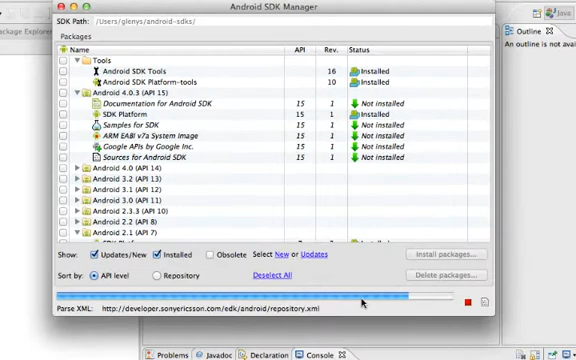 Android SDK Manager
Java
SDK Path: /Users/glenys/android-sdks/
Package Explorer
Outline
Packages
An outline is not avai
Name API Rev. Status
Tools
Android SDK Tools 16 Installed
Android SDK Platform-tools 10 Installed
Android 4.0.3 (API 15)
Documentation for Android SDK 15 1 Not installed
SDK Platform 15 1 Installed
Samples for SDK 15 1 Not installed
ARM EABI v7a System Image 15 1 Not installed
Google APIs by Google Inc. 15 1 Not installed
Sources for Android SDK 15 1 Not installed
Android 4.0 (API 14)
Android 3.2 (API 13)
Android 3.1 (API 12)
Android 3.0 (API 11)
Android 2.3.3 (API 10)
Android 2.2 (API 8)
Android 2.1 (API 7)
Show: Updates/New Installed Obsolete Select New or Updates Install packages...
Sort by: API level Repository Deselect All Delete packages...
Parse XML: http://developer.sonyericsson.com/edk/android/repository.xml
Problems Javadoc Declaration Console